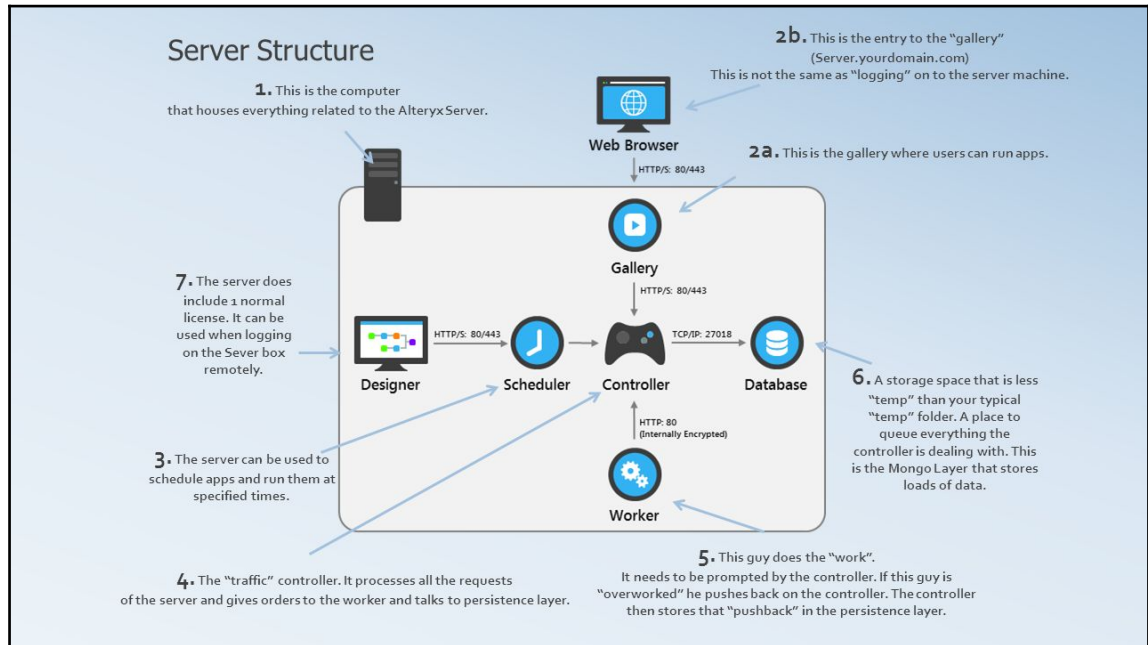 Server Structure
1. This is the computer
that houses everything related to the Alteryx Server.
2b. This is the entry to the “gallery”
(Server.yourdomain.com)
This is not the same as “logging” on to the server machine.
Web Browser
HTTP/S: 80/443
2a. This is the gallery where users can run apps.
Gallery
HTTP/S: 80/443
7. The server does
include 1 normal
license. It can be
used when logging
on the Sever box
remotely.
Designer
HTTP/S: 80/443
Scheduler
Controller
TCP/IP: 27018
Database
HTTP: 80
(Internally Encrypted)
Worker
6. A storage space that is less
“temp” than your typical
“temp” folder. A place to
queue everything the
controller is dealing with. This
is the Mongo Layer that stores
loads of data.
3. The server can be used to
schedule apps and run them at
specified times.
4. The “traffic” controller. It processes all the requests
of the server and gives orders to the worker and talks to persistence layer.
5. This guy does the “work”.
It needs to be prompted by the controller. If this guy is
“overworked” he pushes back on the controller. The controller
then stores that “pushback” in the persistence layer.